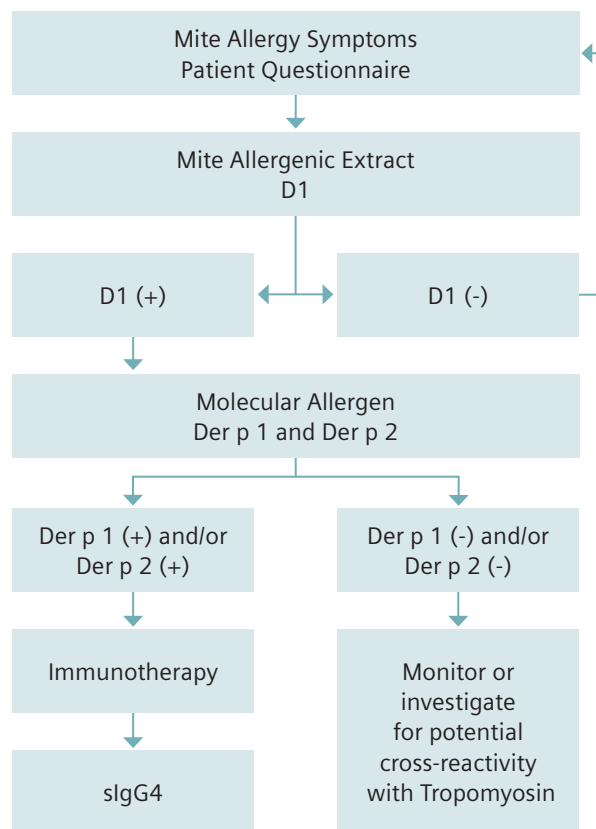 Mite Allergy Symptoms
Patient Questionnaire
Mite Allergenic Extract
D1
D1 (+)
D1 (-)
Molecular Allergen
Der p 1 and Der p 2
Der p 1 (+) and/or
Der p 2 (+)
Der p 1 (-) and/or
Der p 2 (-)
Immunotherapy
Monitor or
investigate
for potential
cross-reactivity
with Tropomyosin
sIgG4